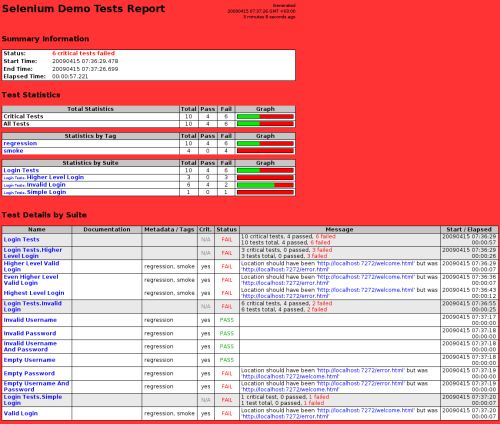 Selenium Demo Tests Report
Generated
20090415 07:37:26 GMT +03:00
3 minutes 8 seconds ago
Summary Information
Status: 6 critical tests failed
Start Time: 20090415 07:36:29.478
End Time: 20090415 07:37:26.699
Elapsed Time: 00:00:57.221
Test Statistics
Total Statistics Total Pass Fail Graph
Critical Tests 10 4 6
All Tests 10 4 6
Statistics by Tag Total Pass Fail Graph
regression 10 4 6
smoke 4 0 4
Statistics by Suite Total Pass Fail Graph
Login Tests 10 4 6
Login Tests.Higher Level Login 3 0 3
Login Tests.Invalid Login 6 4 2
Login Tests.Simple Login 1 0 1
Test Details by Suite
Name Documentation Metadata / Tags Crit. Status Message Start / Elapsed
Login Tests N/A FAIL 10 critical tests, 4 passed, 6 failed 20090415 07:36:29
10 tests total, 4 passed, 6 failed 00:00:57
Login Tests.Higher N/A FAIL 3 critical tests, 0 passed, 3 failed 20090415 07:36:29
Level Login 3 tests total, 0 passed, 3 failed 00:00:26
Higher Level Valid regression, smoke yes FAIL Location should have been 'http://localhost:7272/welcome.html' but was 20090415 07:36:29
Login 'http://localhost:7272/error.html' 00:00:07
Even Higher Level regression, smoke yes FAIL Location should have been 'http://localhost:7272/welcome.html' but was 20090415 07:36:36
Valid Login 'http://localhost:7272/error.html' 00:00:07
Highest Level Login regression, smoke yes FAIL Location should have been 'http://localhost:7272/welcome.html' but was 20090415 07:36:43
'http://localhost:7272/error.html' 00:00:12
Login Tests.Invalid N/A FAIL 6 critical tests, 4 passed, 2 failed 20090415 07:36:55
Login 6 tests total, 4 passed, 2 failed 00:00:25
Invalid Username regression yes PASS 20090415 07:37:17
00:00:00
Invalid Password regression yes PASS 20090415 07:37:18
00:00:00
Invalid Username regression yes PASS 20090415 07:37:18
And Password 00:00:00
Empty Username regression yes PASS 20090415 07:37:18
00:00:00
Empty Password regression yes FAIL Location should have been 'http://localhost:7272/error.html' but was 20090415 07:37:19
'http://localhost:7272/welcome.html' 00:00:00
Empty Username And regression yes FAIL Location should have been 'http://localhost:7272/error.html' but was 20090415 07:37:19
Password 'http://localhost:7272/welcome.html' 00:00:00
Login Tests.Simple N/A FAIL 1 critical test, 0 passed, 1 failed 20090415 07:37:20
Login 1 test total, 0 passed, 1 failed 00:00:07
Valid Login regression, smoke yes FAIL Location should have been 'http://localhost:7272/welcome.html' but was 20090415 07:37:20
'http://localhost:7272/error.html' 00:00:07